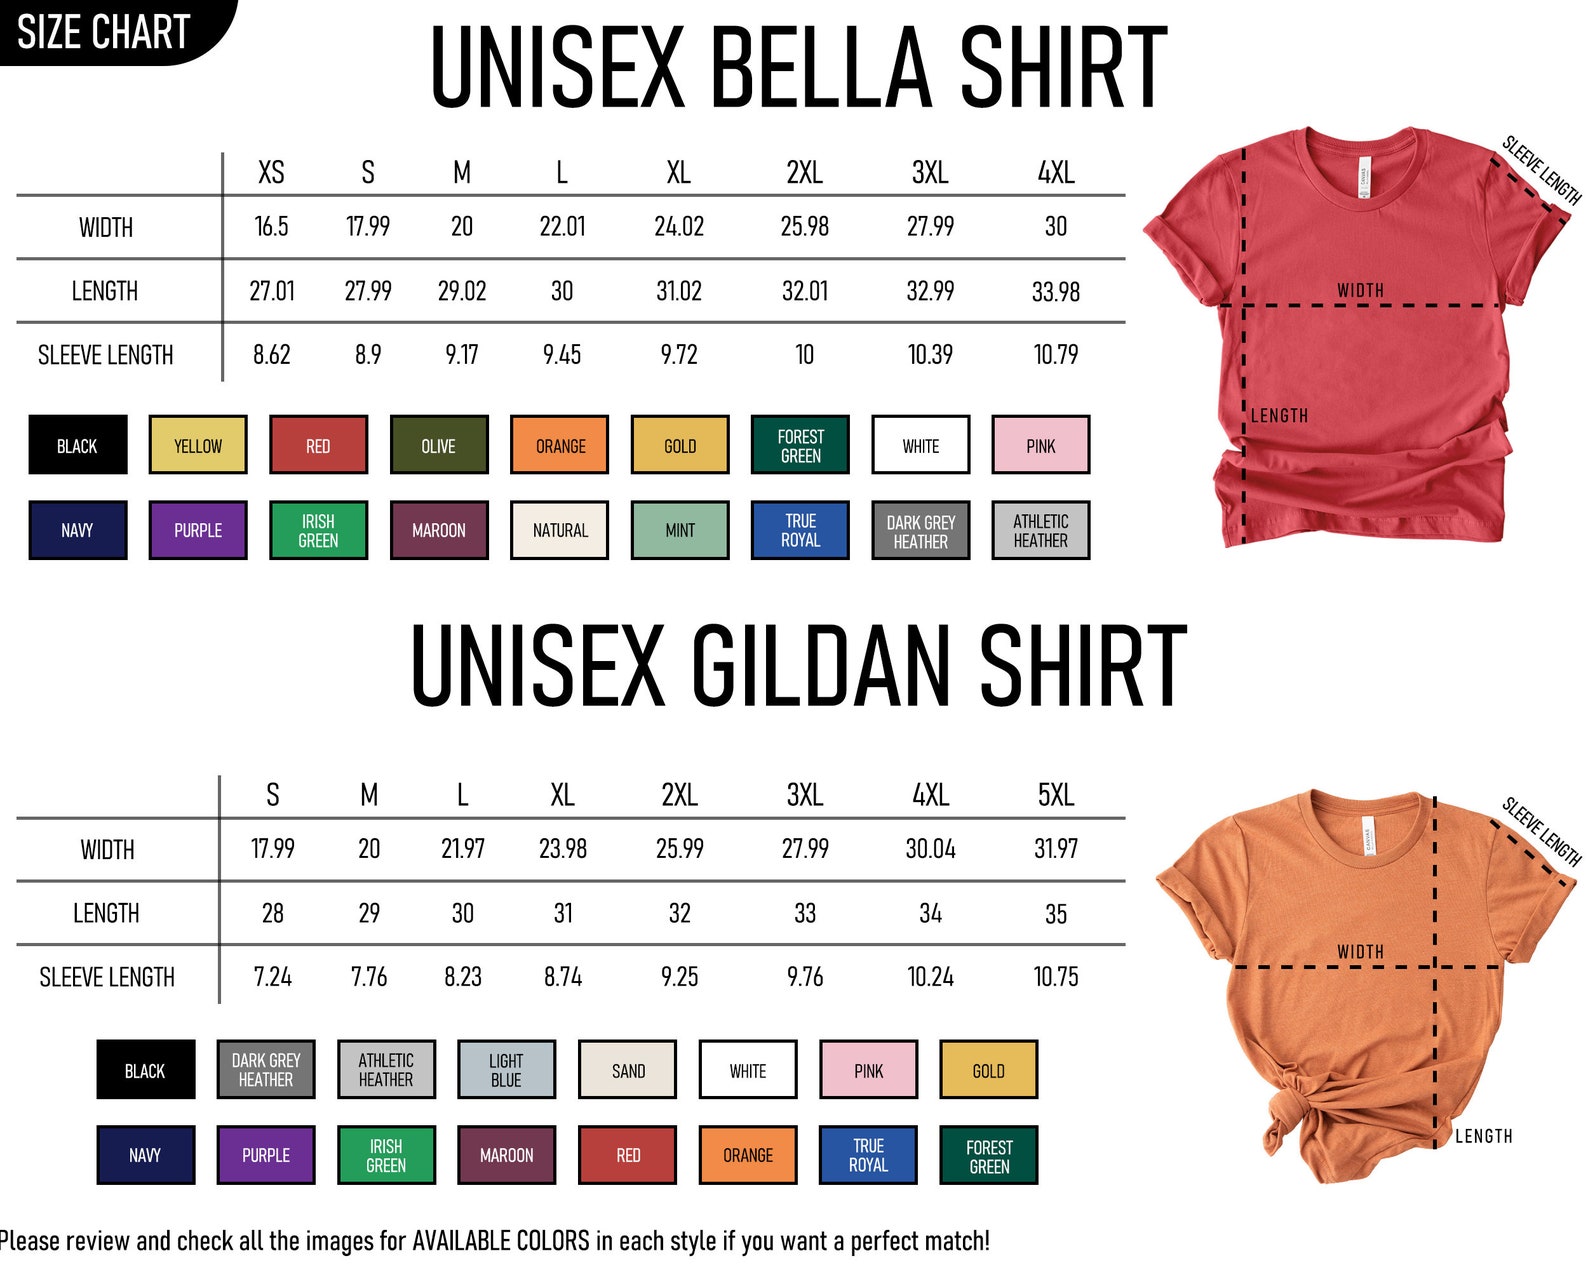 SIZE CHART
UNISEX BELLA SHIRT
XS S M L XL 2XL 3XL 4XL
WIDTH 16.5 17.99 20 22.01 24.02 25.98 27.99 30
LENGTH 27.01 27.99 29.02 30 31.02 32.01 32.99 33.98
SLEEVE LENGTH 8.62 8.9 9.17 9.45 9.72 10 10.39 10.79
SLEEVE LENGTH
CANVAS
WIDTH
LENGTH
BLACK YELLOW RED OLIVE ORANGE GOLD FOREST GREEN WHITE PINK
NAVY PURPLE IRISH GREEN MAROON NATURAL MINT TRUE ROYAL DARK GREY HEATHER ATHLETIC HEATHER
UNISEX GILDAN SHIRT
S M L XL 2XL 3XL 4XL 5XL
WIDTH 17.99 20 21.97 23.98 25.99 27.99 30.04 31.97
LENGTH 28 29 30 31 32 33 34 35
SLEEVE LENGTH 7.24 7.76 8.23 8.74 9.25 9.76 10.24 10.75
SLEEVE LENGTH
CANVAS
WIDTH
LENGTH
BLACK DARK GREY HEATHER ATHLETIC HEATHER LIGHT BLUE SAND WHITE PINK GOLD
NAVY PURPLE IRISH GREEN MAROON RED ORANGE TRUE ROYAL FOREST GREEN
Please review and check all the images for AVAILABLE COLORS in each style if you want a perfect match!